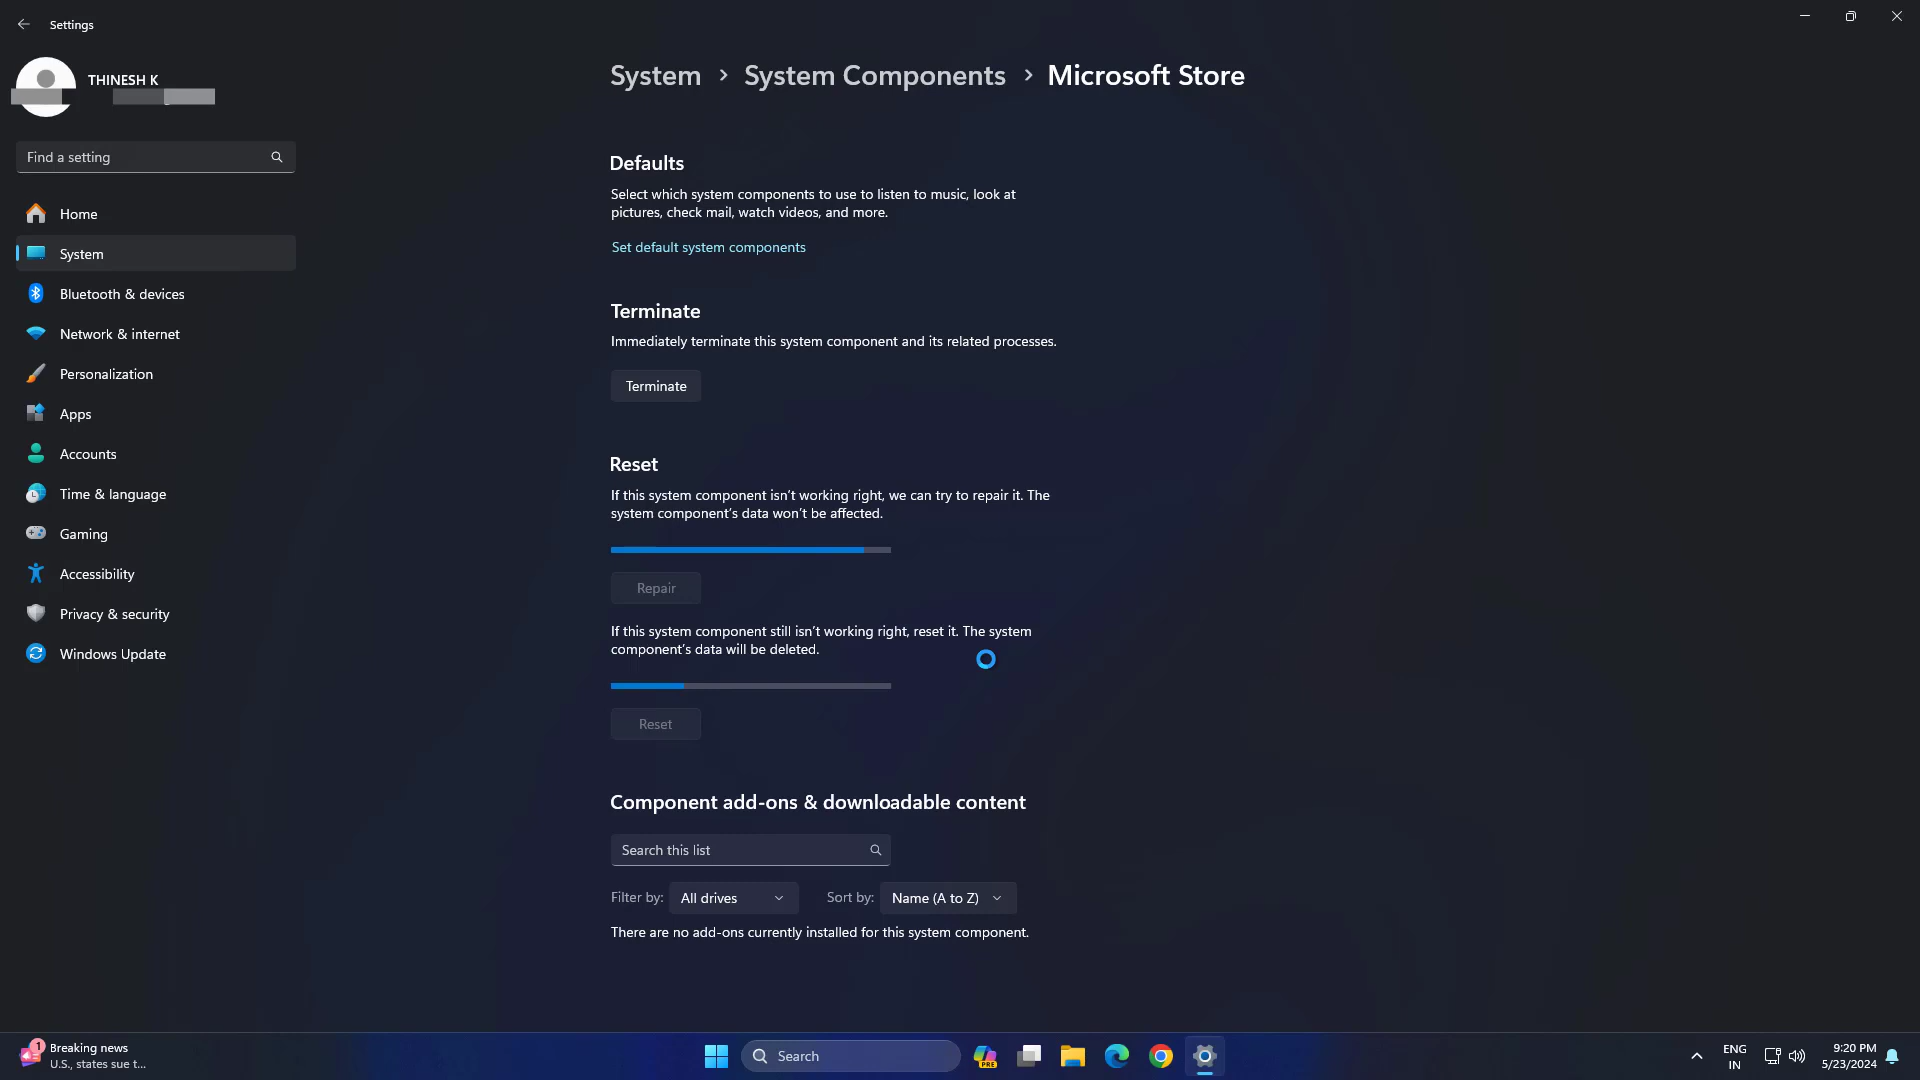 Settings
THINESH K
Find a setting
Home
System
Bluetooth & devices
Network & internet
Personalization
Apps
Accounts
Time & language
Gaming
Accessibility
Privacy & security
Windows Update
System > System Components > Microsoft Store
Defaults
Select which system components to use to listen to music, look at
pictures, check mail, watch videos, and more.
Set default system components
Terminate
Immediately terminate this system component and its related processes.
Terminate
Reset
If this system component isn't working right, we can try to repair it. The
system component's data won't be affected.
Repair
If this system component still isn't working right, reset it. The system
component's data will be deleted.
Reset
Component add-ons & downloadable content
Search this list
Filter by: All drives Sort by: Name (A to Z)
There are no add-ons currently installed for this system component.
1
Breaking news
U.S., states sue t...
Search
PRE
ENG
IN
9:20 PM
5/23/2024